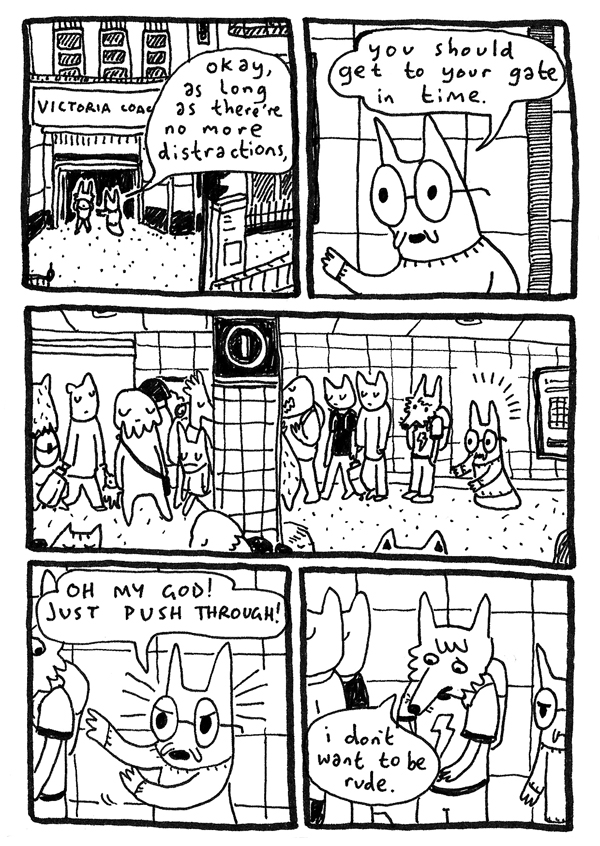 VICTORIA COAC
okay,
as long
as there're
no more
distractions,
you should
get to your gate
in time.
OH MY GOD!
JUST PUSH THROUGH!
i don't
want to be
rude.